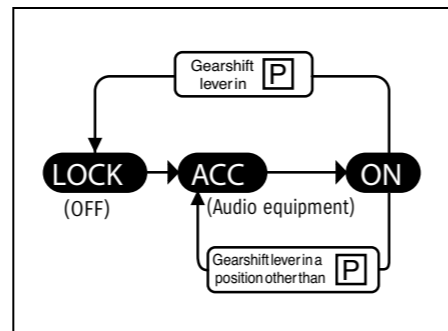 Gearshift
lever in P
LOCK ACC ON
(OFF) (Audio equipment)
Gearshift lever in a
position other than P